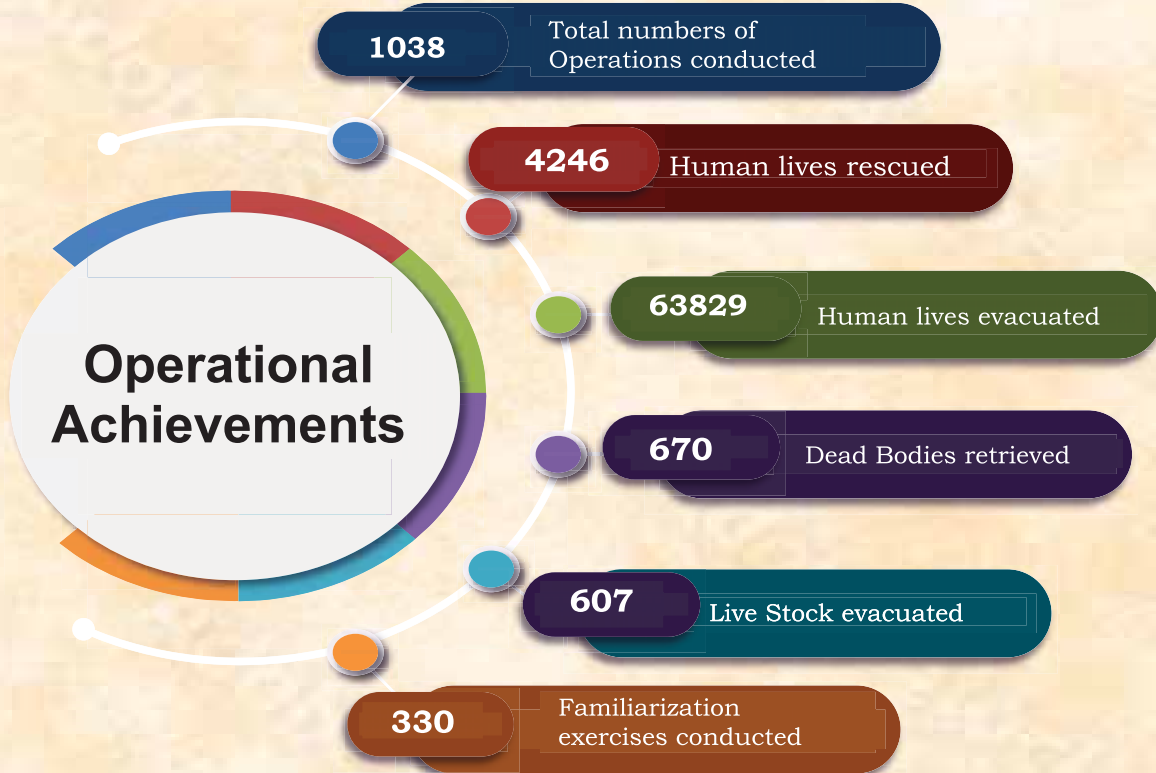 1038
Total numbers of
Operations conducted
4246
Human lives rescued
63829
Human lives evacuated
Operational
Achievements
670
Dead Bodies retrieved
607
Live Stock evacuated
330
Familiarization
exercises conducted